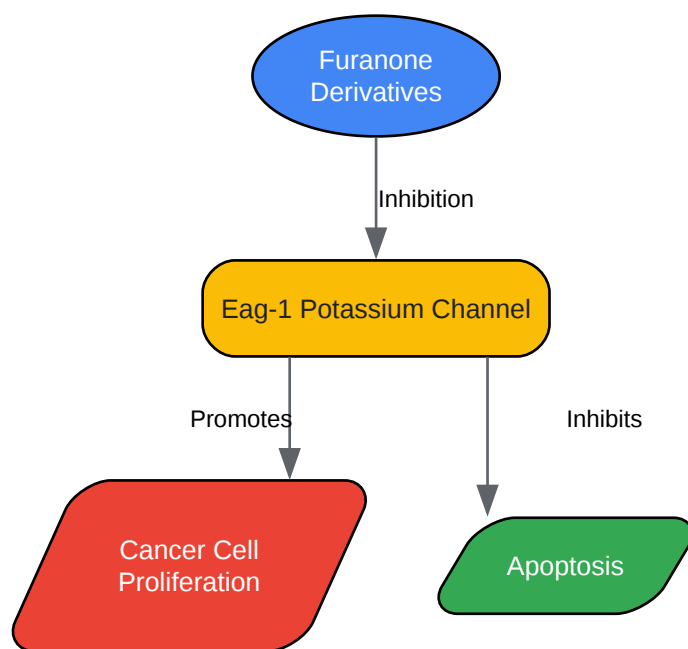 Furanone
Derivatives
Inhibition
Eag-1 Potassium Channel
Promotes
Inhibits
Cancer Cell
Proliferation
Apoptosis